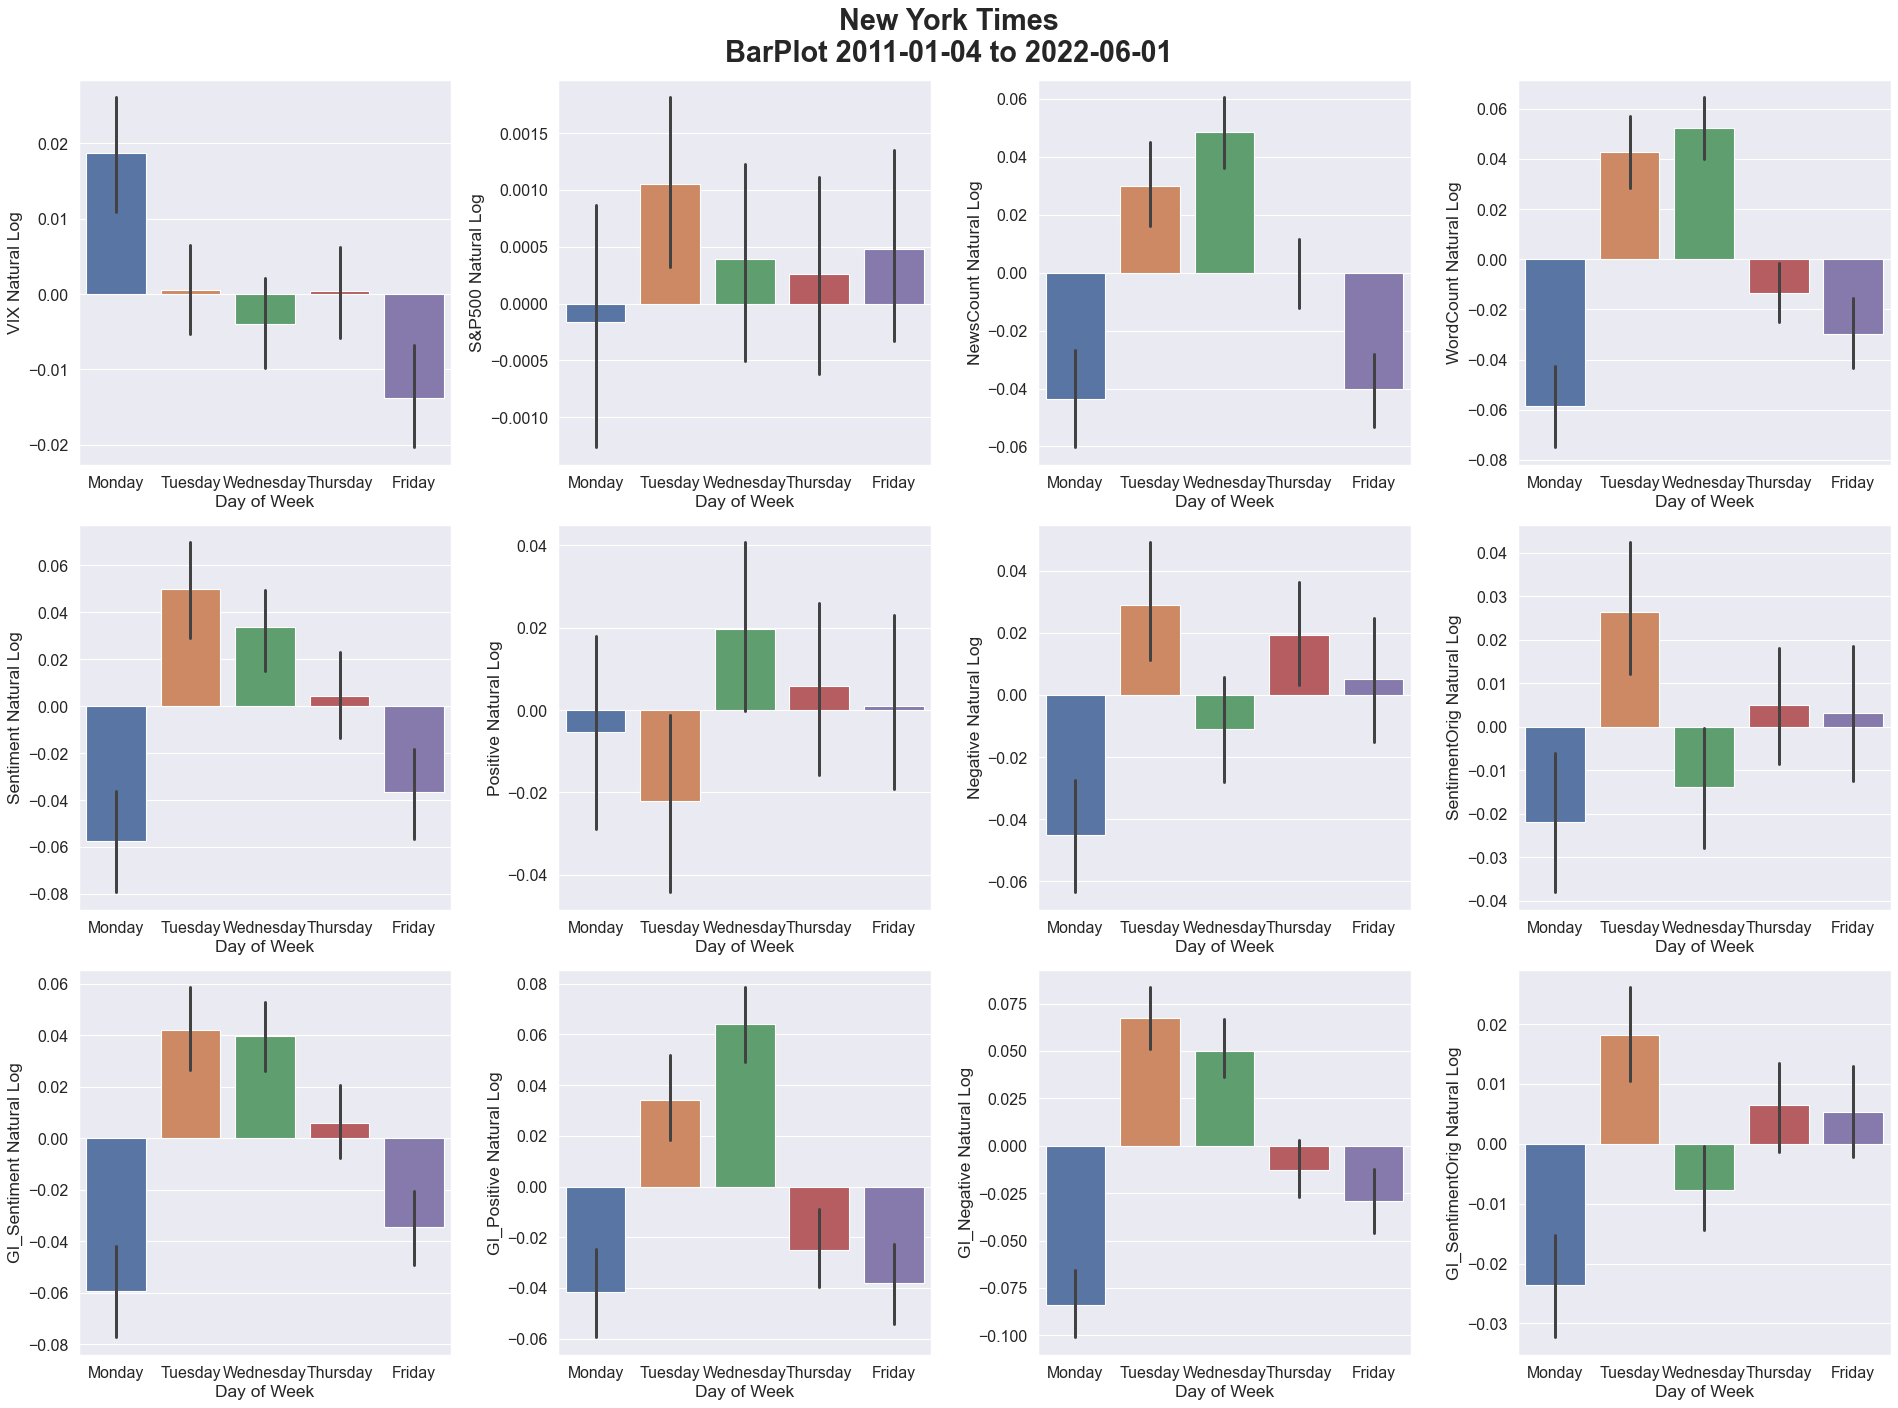 New York Times
BarPlot 2011-01-04 to 2022-06-01
VIX Natural Log
0.02
0.01
0.00
−0.01
−0.02
Monday Tuesday Wednesday Thursday Friday
Day of Week
S&P500 Natural Log
0.0015
0.0010
0.0005
0.0000
−0.0005
−0.0010
Monday Tuesday Wednesday Thursday Friday
Day of Week
NewsCount Natural Log
0.06
0.04
0.02
0.00
−0.02
−0.04
−0.06
Monday Tuesday Wednesday Thursday Friday
Day of Week
WordCount Natural Log
0.06
0.04
0.02
0.00
−0.02
−0.04
−0.06
−0.08
Monday Tuesday Wednesday Thursday Friday
Day of Week
Sentiment Natural Log
0.06
0.04
0.02
0.00
−0.02
−0.04
−0.06
−0.08
Monday Tuesday Wednesday Thursday Friday
Day of Week
Positive Natural Log
0.04
0.02
0.00
−0.02
−0.04
Monday Tuesday Wednesday Thursday Friday
Day of Week
Negative Natural Log
0.04
0.02
0.00
−0.02
−0.04
−0.06
Monday Tuesday Wednesday Thursday Friday
Day of Week
SentimentOrig Natural Log
0.04
0.03
0.02
0.01
0.00
−0.01
−0.02
−0.03
−0.04
Monday Tuesday Wednesday Thursday Friday
Day of Week
GI_Sentiment Natural Log
0.06
0.04
0.02
0.00
−0.02
−0.04
−0.06
−0.08
Monday Tuesday Wednesday Thursday Friday
Day of Week
GI_Positive Natural Log
0.08
0.06
0.04
0.02
0.00
−0.02
−0.04
−0.06
Monday Tuesday Wednesday Thursday Friday
Day of Week
GI_Negative Natural Log
0.075
0.050
0.025
0.000
−0.025
−0.050
−0.075
−0.100
Monday Tuesday Wednesday Thursday Friday
Day of Week
GI_SentimentOrig Natural Log
0.02
0.01
0.00
−0.01
−0.02
−0.03
Monday Tuesday Wednesday Thursday Friday
Day of Week